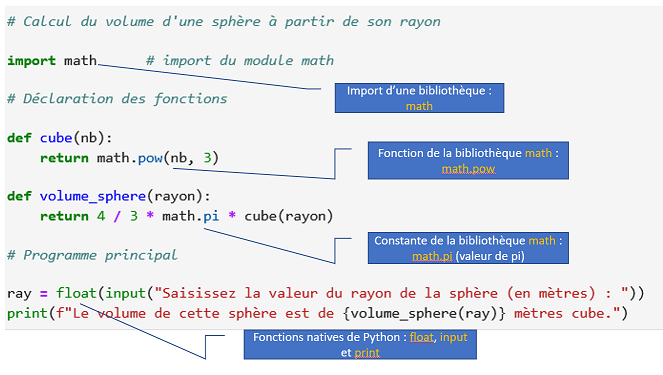 # Calcul du volume d'une sphère à partir de son rayon
import math # import du module math
Import d'une bibliothèque :
math
# Déclaration des fonctions
def cube(nb):
return math.pow(nb, 3)
Fonction de la bibliothèque math :
math.pow
def volume_sphere(rayon):
return 4 / 3 * math.pi * cube(rayon)
Constante de la bibliothèque math :
math.pi (valeur de pi)
# Programme principal
ray = float(input("Saisissez la valeur du rayon de la sphère (en mètres) : "))
print(f"Le volume de cette sphère est de {volume_sphere(ray)} mètres cube.")
Fonctions natives de Python : float, input
et print